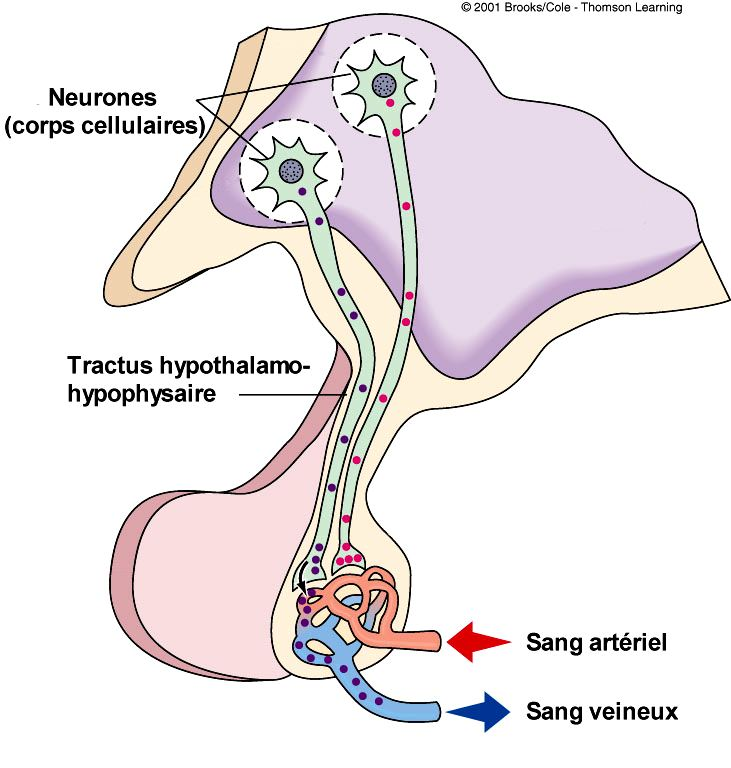 © 2001 Brooks/Cole - Thomson Learning
Neurones
(corps cellulaires)
Tractus hypothalamo-
hypophysaire
Sang artériel
Sang veineux